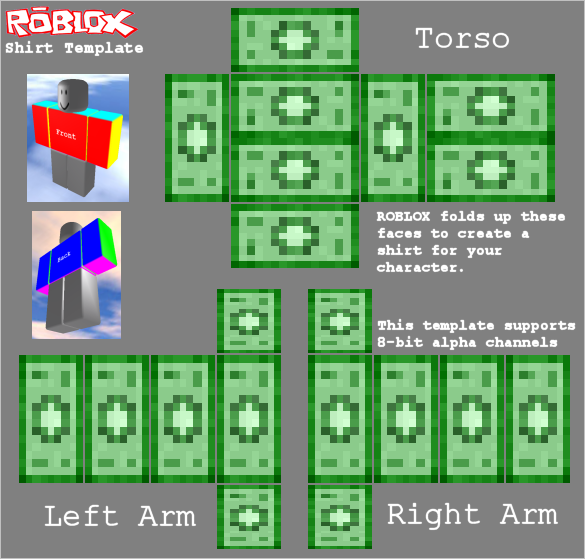 ROBLOX
Shirt Template
Torso
Front
Back
ROBLOX folds up these
faces to create a
shirt for your
character.
This template supports
8-bit alpha channels
Left Arm
Right Arm